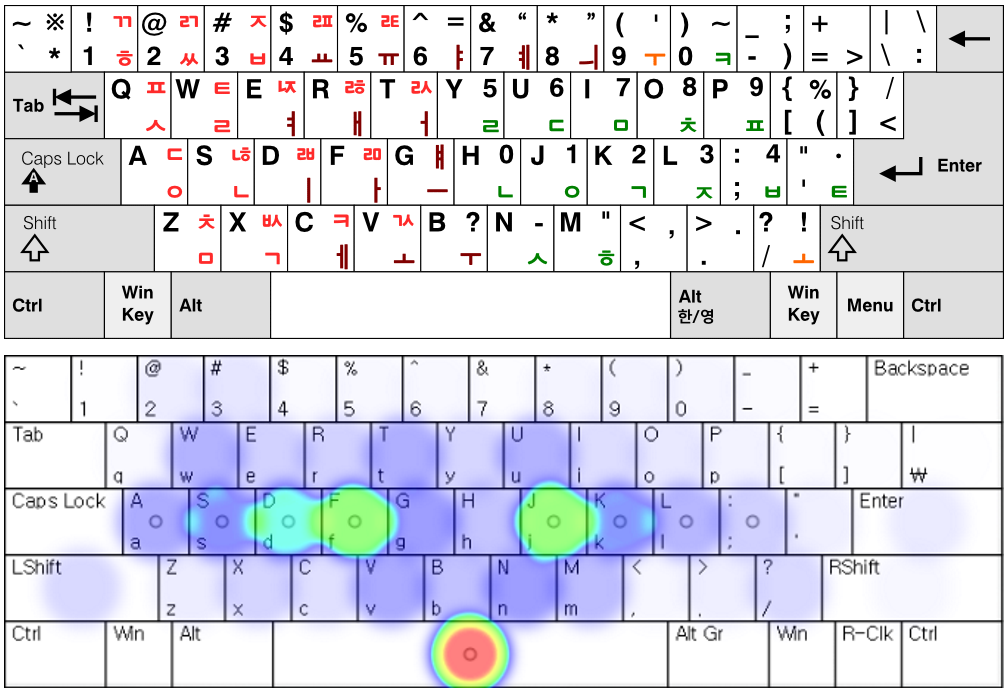 ~ ※ ! ㄲ @ ㄺ # ㅈ $ ㄿ % ㄾ ^ = & “ * ” ( ' ) ~ _ ; + | \
` * 1 ㅎ 2 ㅆ 3 ㅂ 4 ㅛ 5 ㅠ 6 ㅑ 7 ㅖ 8 ㅢ 9 ㅜ 0 ㅋ - ) = > \ :
Tab Q ㅍ W ㅌ E ㄵ R ㅀ T ㄽ Y 5 U 6 I 7 O 8 P 9 { % } /
ㅅ ㄹ ㅕ ㅐ ㅓ ㄹ ㄷ ㅁ ㅊ ㅍ [ ( ] <
Caps Lock A ㄷ S ㄶ D ㄼ F ㄻ G ㅒ H 0 J 1 K 2 L 3 : 4 " · Enter
A ㅇ ㄴ ㅣ ㅏ ㅡ ㄴ ㅇ ㄱ ㅈ ; ㅂ ' ㅌ
Shift Z ㅊ X ㅄ C ㅋ V ㄳ B ? N - M " < , > . ? ! Shift
ㅁ ㄱ ㅔ ㅗ ㅜ ㅅ ㅎ , . / ㅗ
Ctrl Win Key Alt Alt 한/영 Win Key Menu Ctrl
~ ! @ # $ % ^ & * ( ) _ + Backspace
` 1 2 3 4 5 6 7 8 9 0 - =
Tab Q W E R T Y U I O P { } |
q w e r t y u i o p [ ] ₩
Caps Lock A S D F G H J K L : " Enter
a s d f g h j k l ; '
LShift Z X C V B N M < > ? RShift
z x c v b n m , . /
Ctrl Win Alt Alt Gr Win R-Clk Ctrl